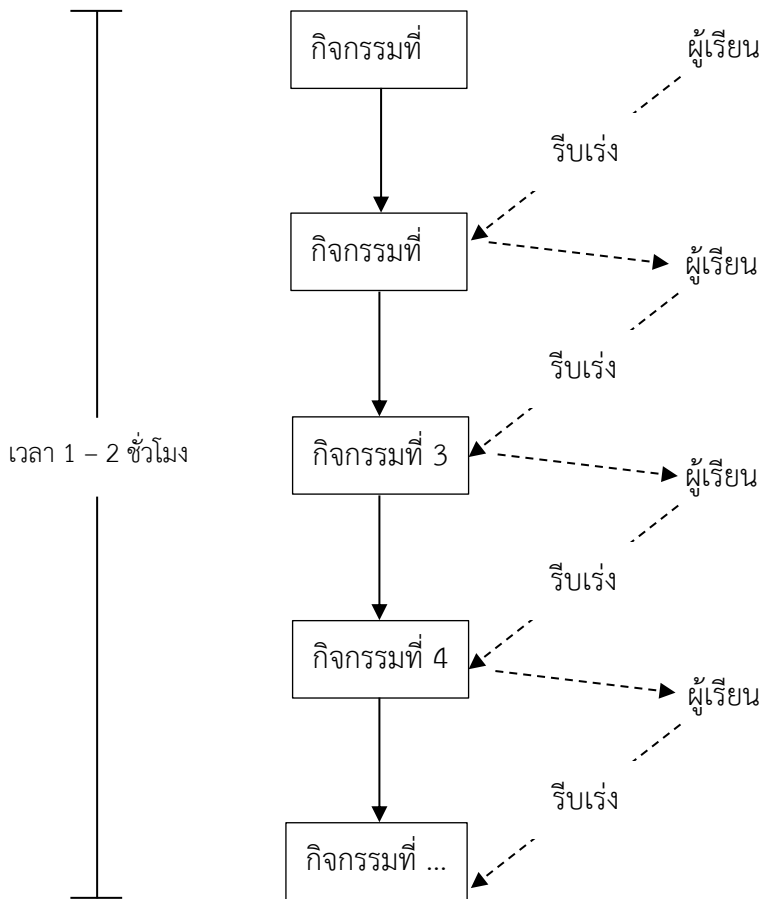 กิจกรรมที่
ผู้เรียน
รีบเร่ง
กิจกรรมที่
ผู้เรียน
รีบเร่ง
เวลา 1 – 2 ชั่วโมง
กิจกรรมที่ 3
ผู้เรียน
รีบเร่ง
กิจกรรมที่ 4
ผู้เรียน
รีบเร่ง
กิจกรรมที่ ...